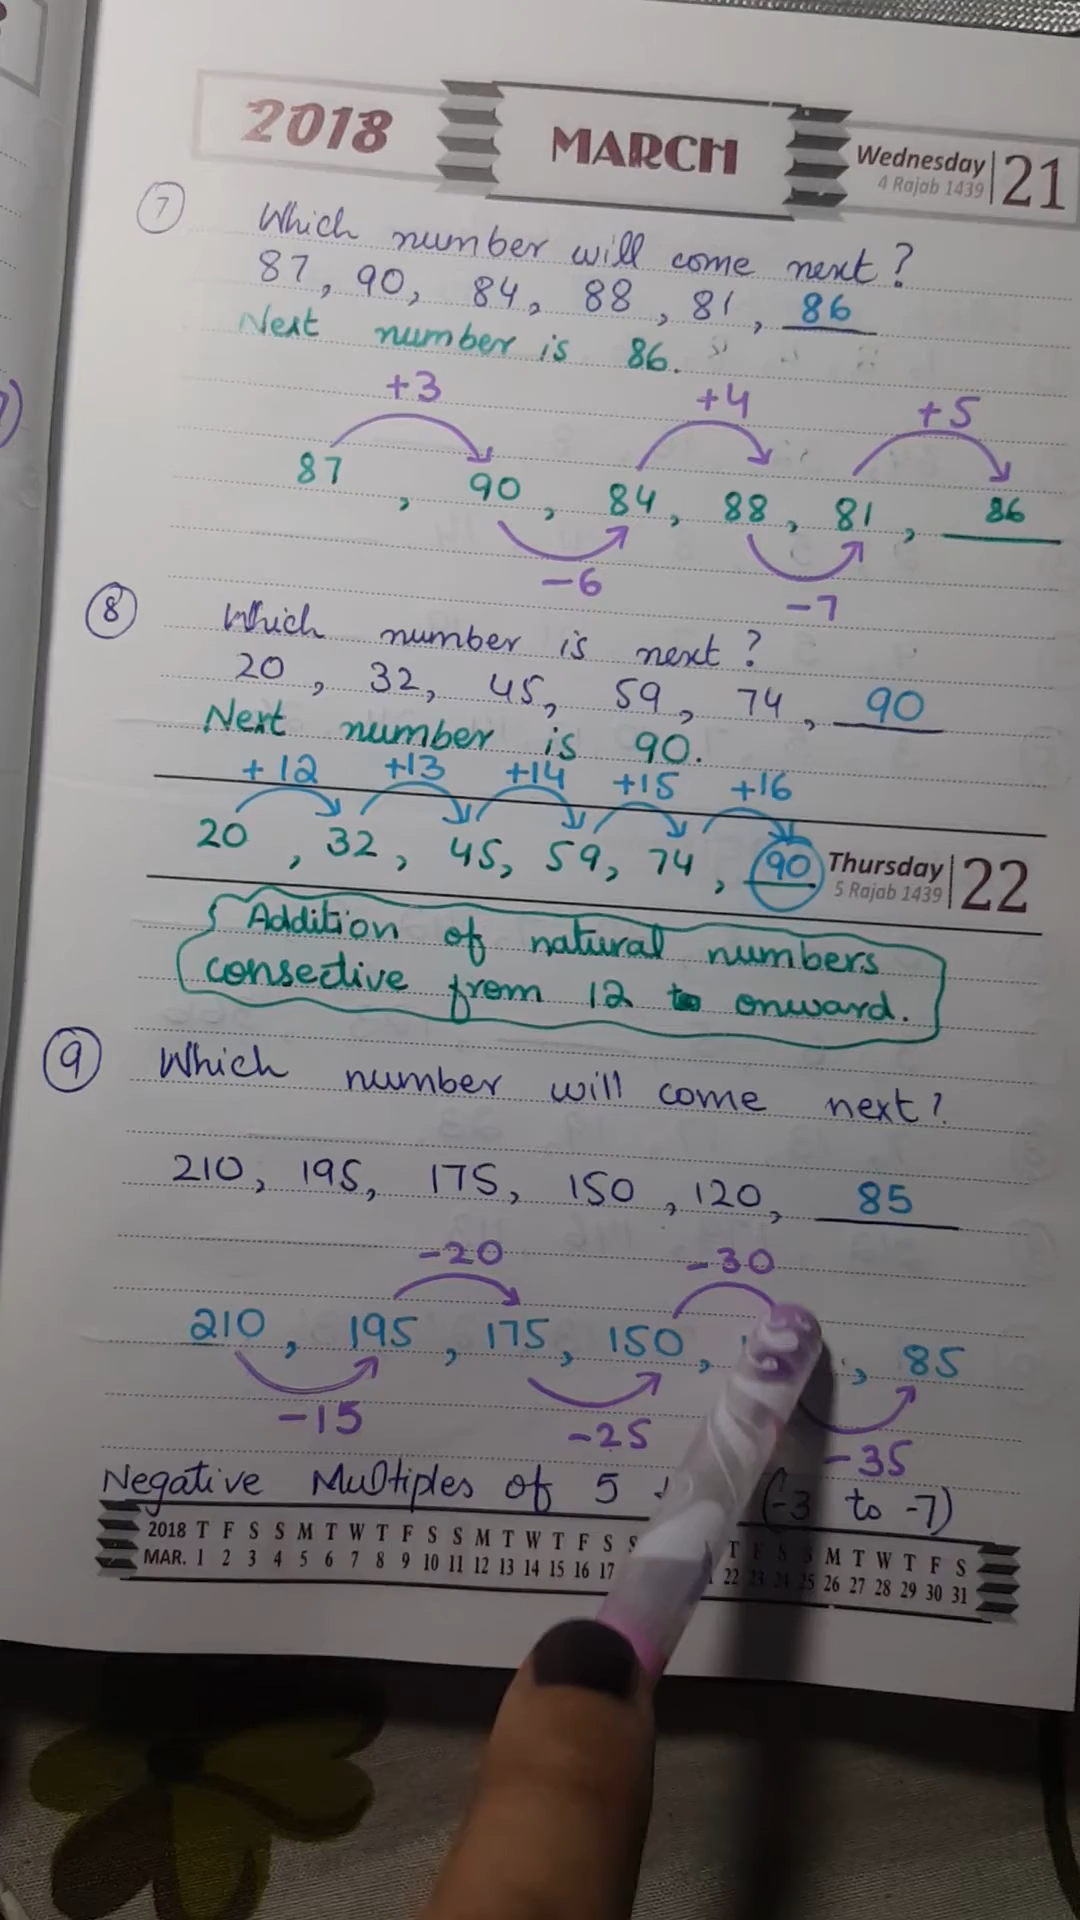 2018 MARCH Wednesday 4 Rajab 1439 21
7 Which number will come next?
87, 90, 84, 88, 81, 86
Next number is 86.
+3 +4 +5
87, 90, 84, 88, 81, 86
-6 -7
8 Which number is next?
20, 32, 45, 59, 74, 90
Next number is 90.
+12 +13 +14 +15 +16
20, 32, 45, 59, 74, 90
Thursday 5 Rajab 1439 22
Addition of natural numbers
consective from 12 to onward.
9 Which number will come next?
210, 195, 175, 150, 120, 85
-20 -30
210, 195, 175, 150, , 85
-15 -25 -35
Negative Multiples of 5 (-3 to -7)
2018 T F S S M T W T F S S M T W T F S S T F S S M T W T F S
MAR. 1 2 3 4 5 6 7 8 9 10 11 12 13 14 15 16 17 22 23 24 25 26 27 28 29 30 31